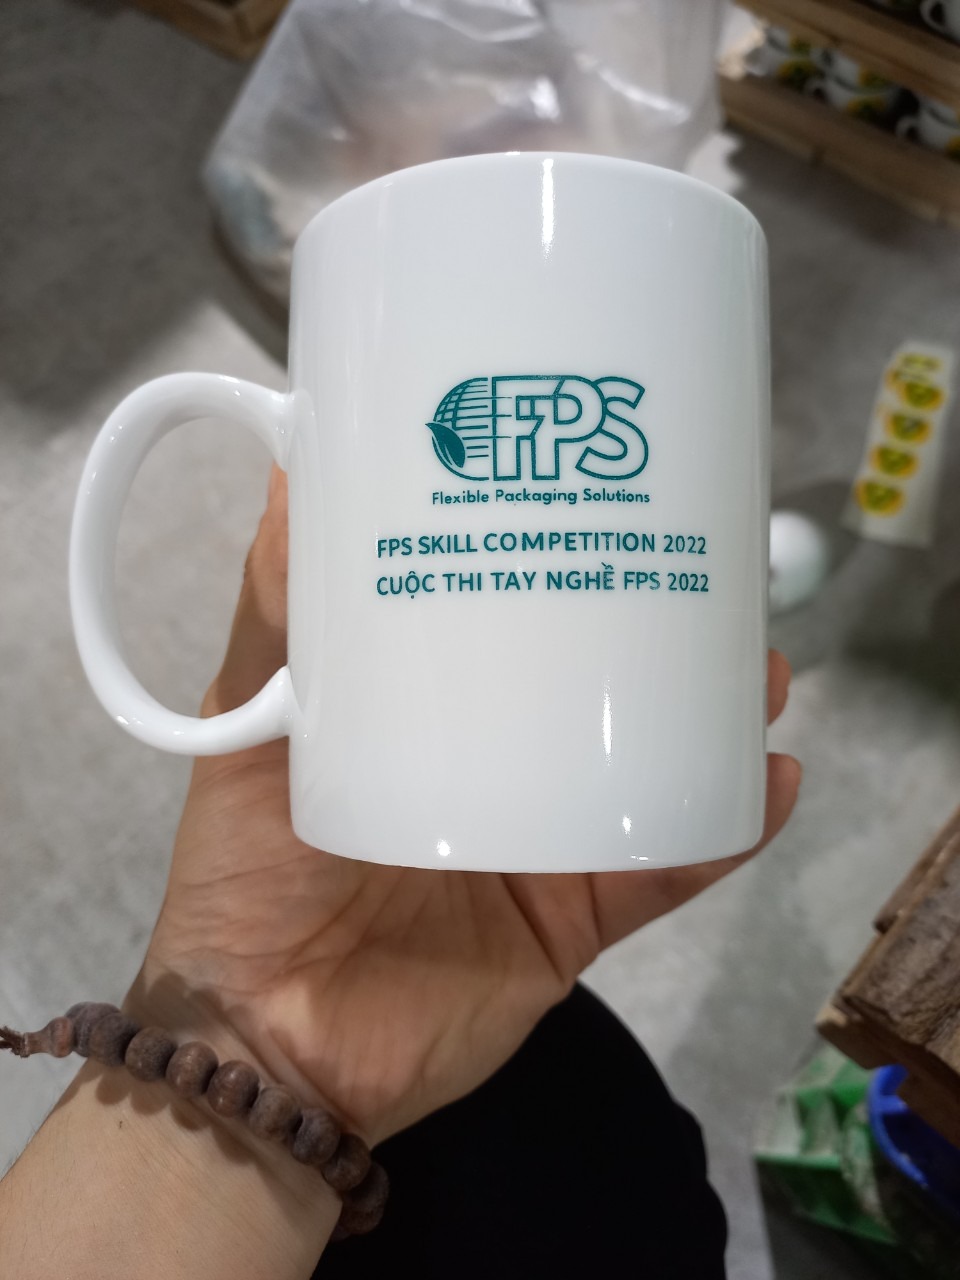 FPS
Flexible Packaging Solutions
FPS SKILL COMPETITION 2022
CUỘC THI TAY NGHỀ FPS 2022